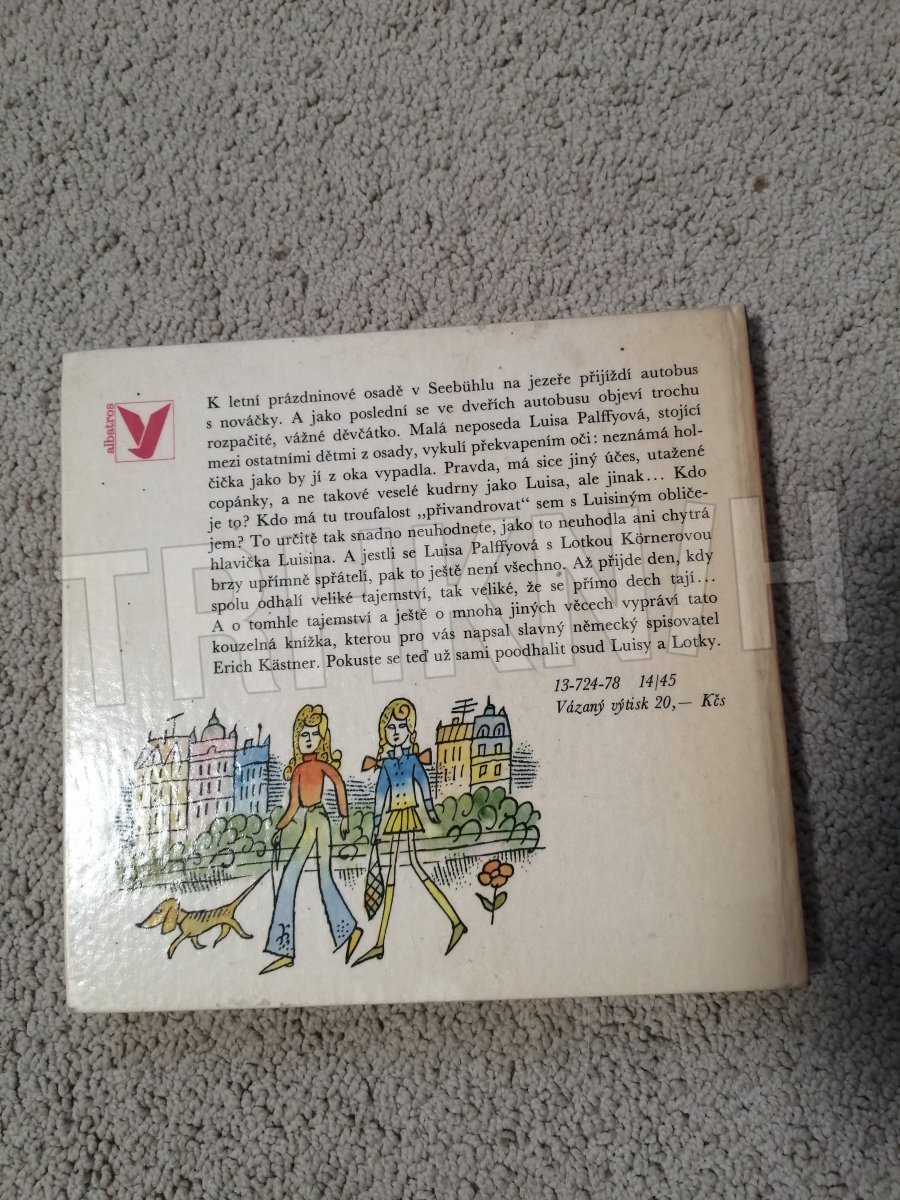 albatros
K letní prázdninové osadě v Seebühlu na jezeře přijíždí autobus
s nováčky. A jako poslední se ve dveřích autobusu objeví trochu
rozpačité, vážné děvčátko. Malá neposeda Luisa Palffyová, stojící
mezi ostatními dětmi z osady, vykulí překvapením oči: neznámá hol-
čička jako by jí z oka vypadla. Pravda, má sice jiný účes, utažené
copánky, a ne takové veselé kudrny jako Luisa, ale jinak... Kdo
je to? Kdo má tu troufalost „přivandrovat“ sem s Luisiným obliče-
jem? To určitě tak snadno neuhodnete, jako to neuhodla ani chytrá
hlavička Luisina. A jestli se Luisa Palffyová s Lotkou Körnerovou
brzy upřímně spřátelí, pak to ještě není všechno. Až přijde den, kdy
spolu odhalí veliké tajemství, tak veliké, že se přímo dech tají...
A o tomhle tajemství a ještě o mnoha jiných věcech vypráví tato
kouzelná knížka, kterou pro vás napsal slavný německý spisovatel
Erich Kästner. Pokuste se teď už sami poodhalit osud Luisy a Lotky.
13-724-78 14/45
Vázaný výtisk 20,— Kčs